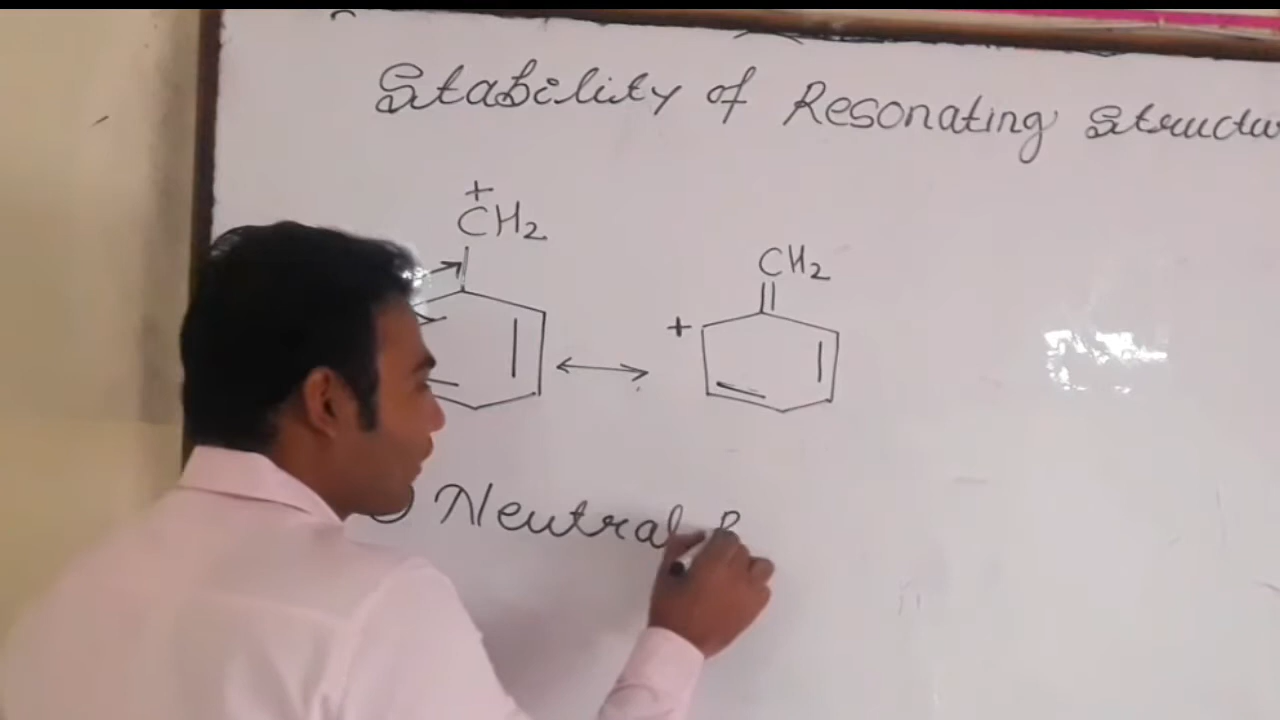 Stability of Resonating Structu
+
CH2
CH2
+
Neutral R